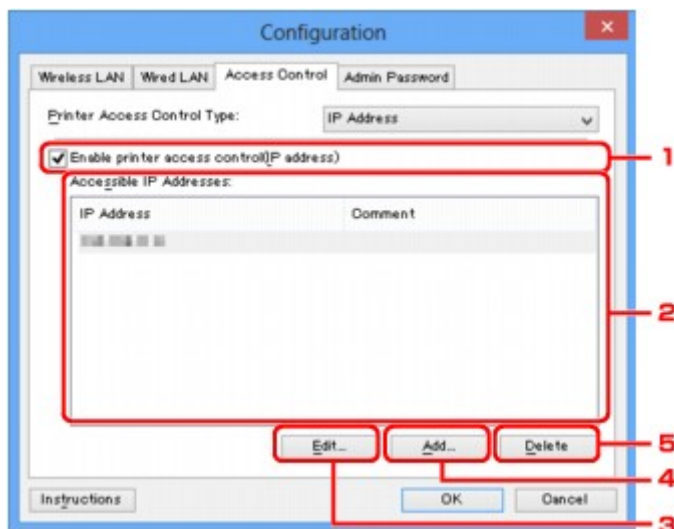 Configuration
Wireless LAN Wired LAN Access Control Admin Password
Printer Access Control Type: IP Address
Enable printer access control(IP address) 1
Accessible IP Addresses:
IP Address Comment
2
Edit... Add... Delete 5
4
Instructions OK Cancel
3